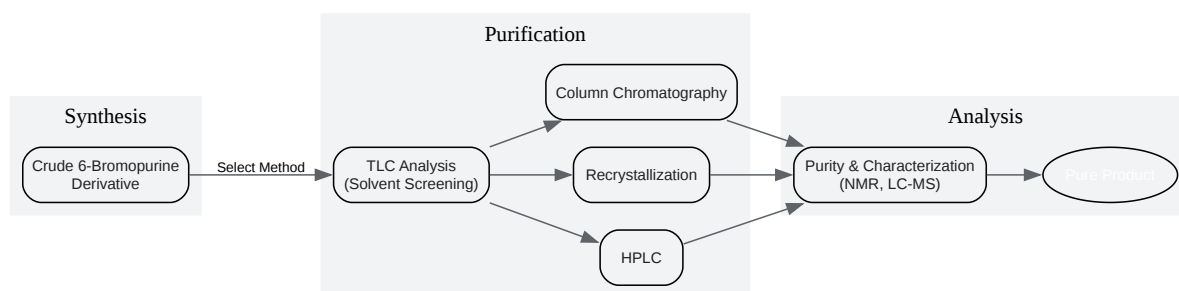 Synthesis
Crude 6-Bromopurine
Derivative
Select Method
Purification
TLC Analysis
(Solvent Screening)
Column Chromatography
Recrystallization
HPLC
Analysis
Purity & Characterization
(NMR, LC-MS)
Pure Product